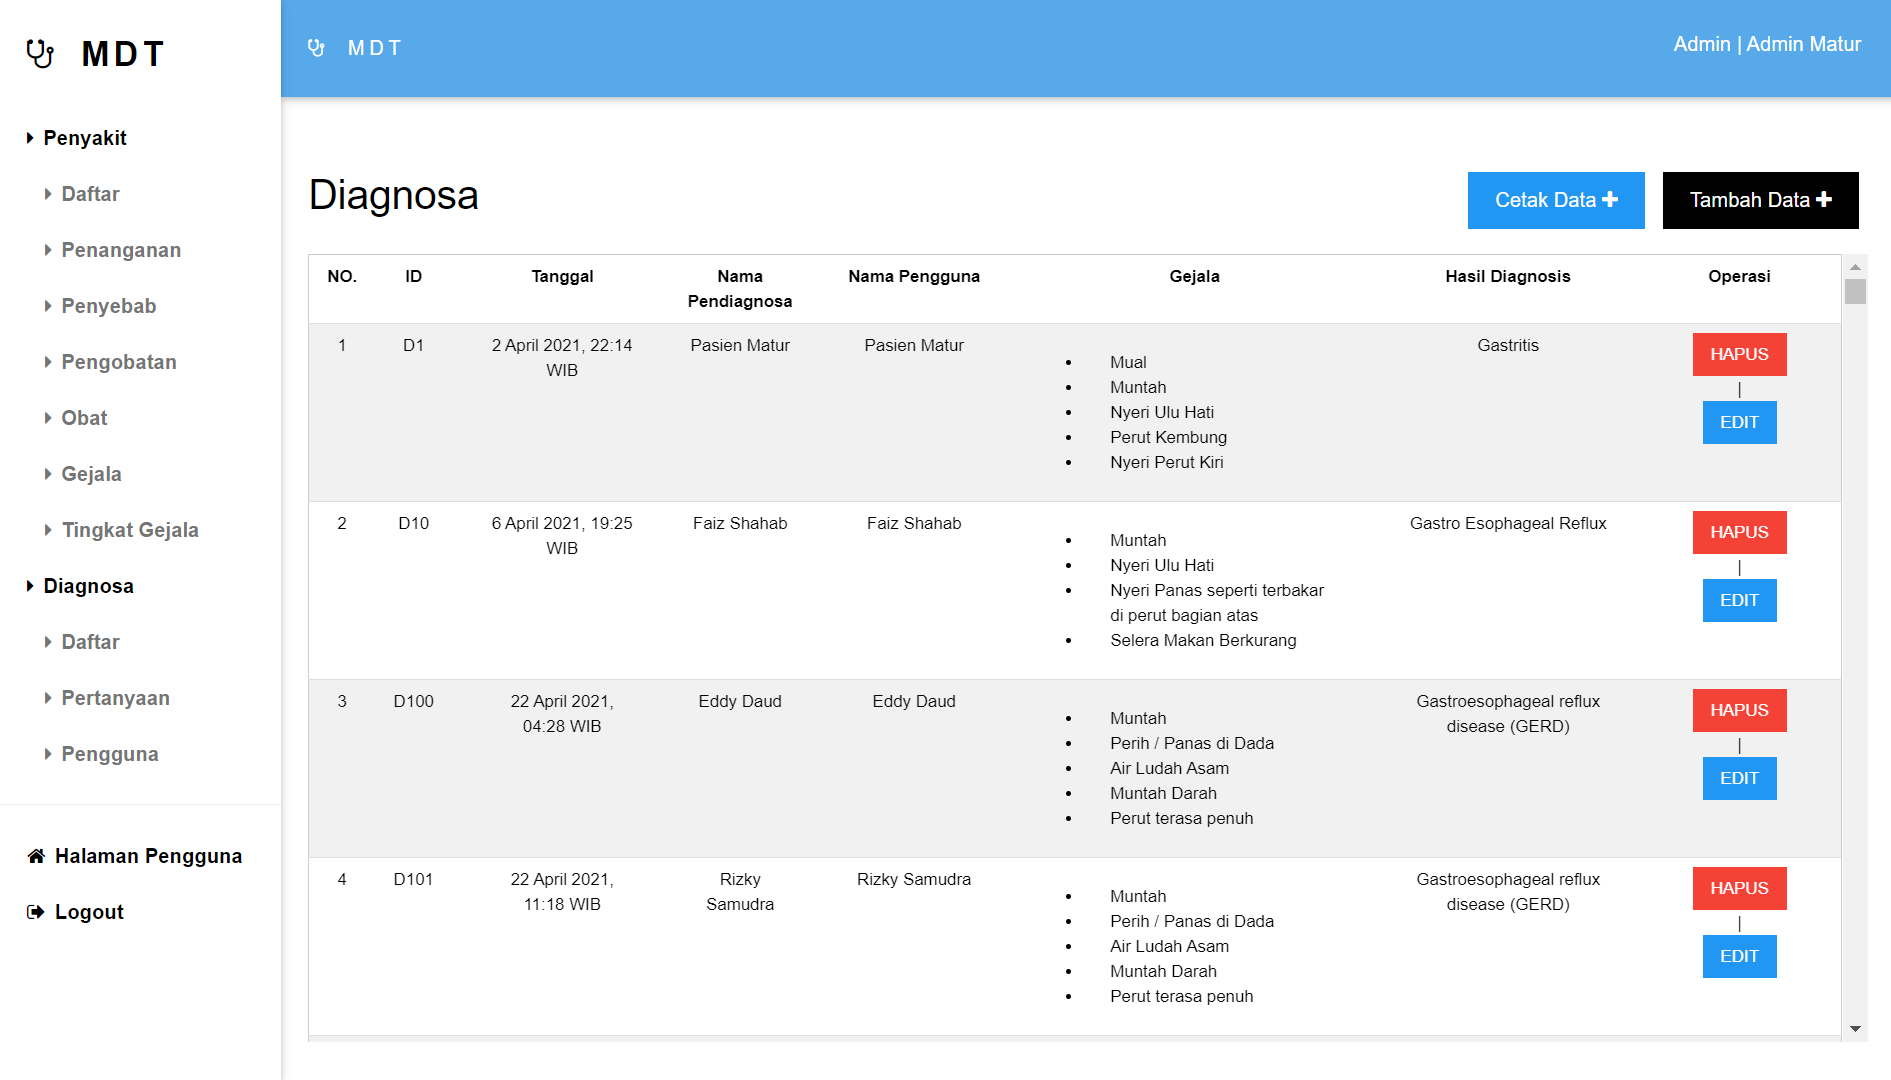 MDT
Penyakit
Daftar
Penanganan
Penyebab
Pengobatan
Obat
Gejala
Tingkat Gejala
Diagnosa
Daftar
Pertanyaan
Pengguna
Halaman Pengguna
Logout
MDT
Admin | Admin Matur
Diagnosa
Cetak Data
Tambah Data
NO. ID Tanggal Nama Pendiagnosa Nama Pengguna Gejala Hasil Diagnosis Operasi
1 D1 2 April 2021, 22:14 WIB Pasien Matur Pasien Matur
Mual
Muntah
Nyeri Ulu Hati
Perut Kembung
Nyeri Perut Kiri
Gastritis
HAPUS
|
EDIT
2 D10 6 April 2021, 19:25 WIB Faiz Shahab Faiz Shahab
Muntah
Nyeri Ulu Hati
Nyeri Panas seperti terbakar
di perut bagian atas
Selera Makan Berkurang
Gastro Esophageal Reflux
HAPUS
|
EDIT
3 D100 22 April 2021, 04:28 WIB Eddy Daud Eddy Daud
Muntah
Perih / Panas di Dada
Air Ludah Asam
Muntah Darah
Perut terasa penuh
Gastroesophageal reflux
disease (GERD)
HAPUS
|
EDIT
4 D101 22 April 2021, 11:18 WIB Rizky Samudra Rizky Samudra
Muntah
Perih / Panas di Dada
Air Ludah Asam
Muntah Darah
Perut terasa penuh
Gastroesophageal reflux
disease (GERD)
HAPUS
|
EDIT